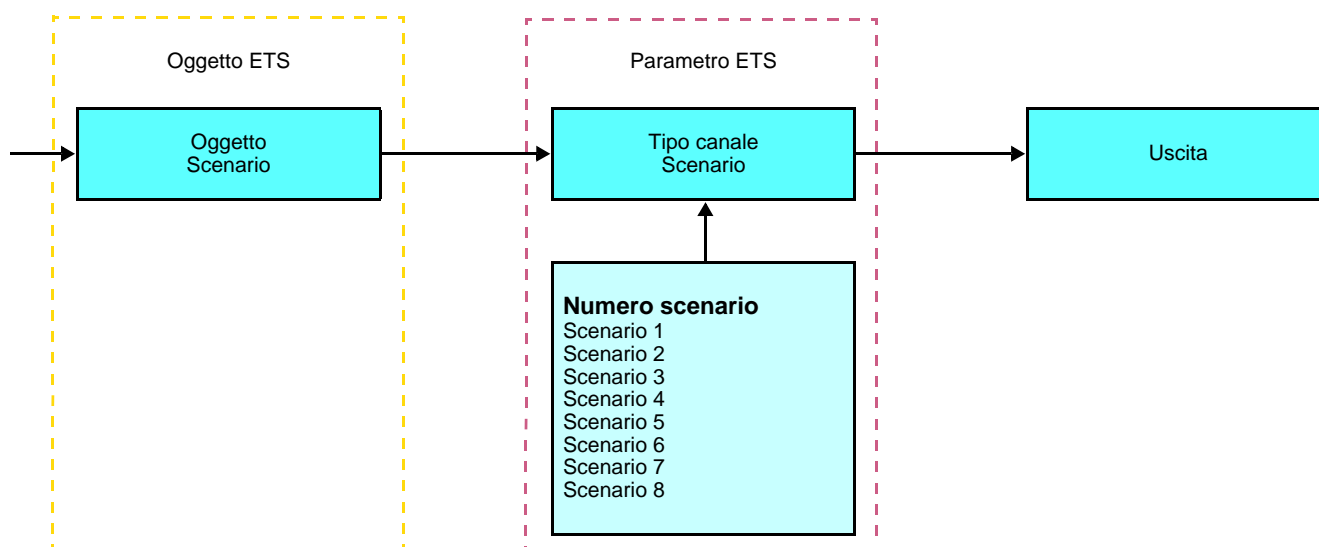 Oggetto ETS
Parametro ETS
Oggetto
Scenario
Tipo canale
Scenario
Uscita
Numero scenario
Scenario 1
Scenario 2
Scenario 3
Scenario 4
Scenario 5
Scenario 6
Scenario 7
Scenario 8